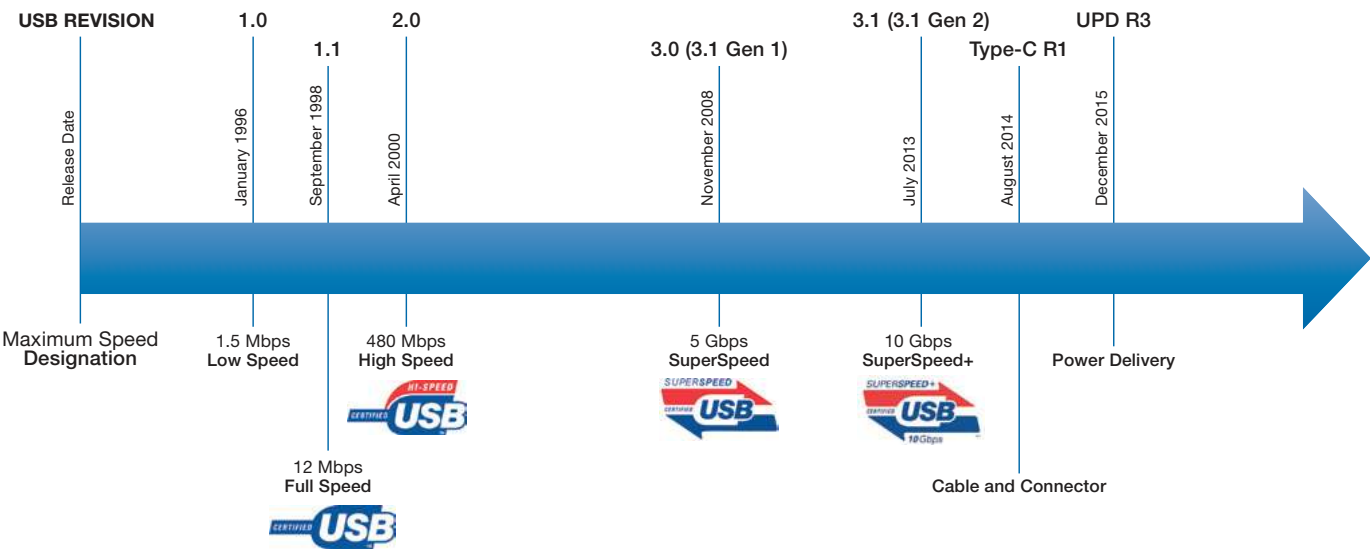 USB REVISION
1.0
1.1
2.0
3.0 (3.1 Gen 1)
3.1 (3.1 Gen 2)
Type-C R1
UPD R3
Release Date
January 1996
September 1998
April 2000
November 2008
July 2013
August 2014
December 2015
Maximum Speed
Designation
1.5 Mbps
Low Speed
480 Mbps
High Speed
HI-SPEED
CERTIFIED USB
TM
5 Gbps
SuperSpeed
SUPERSPEED
CERTIFIED USB
10 Gbps
SuperSpeed+
SUPERSPEED+
CERTIFIED USB
10Gbps
Power Delivery
12 Mbps
Full Speed
CERTIFIED USB
Cable and Connector